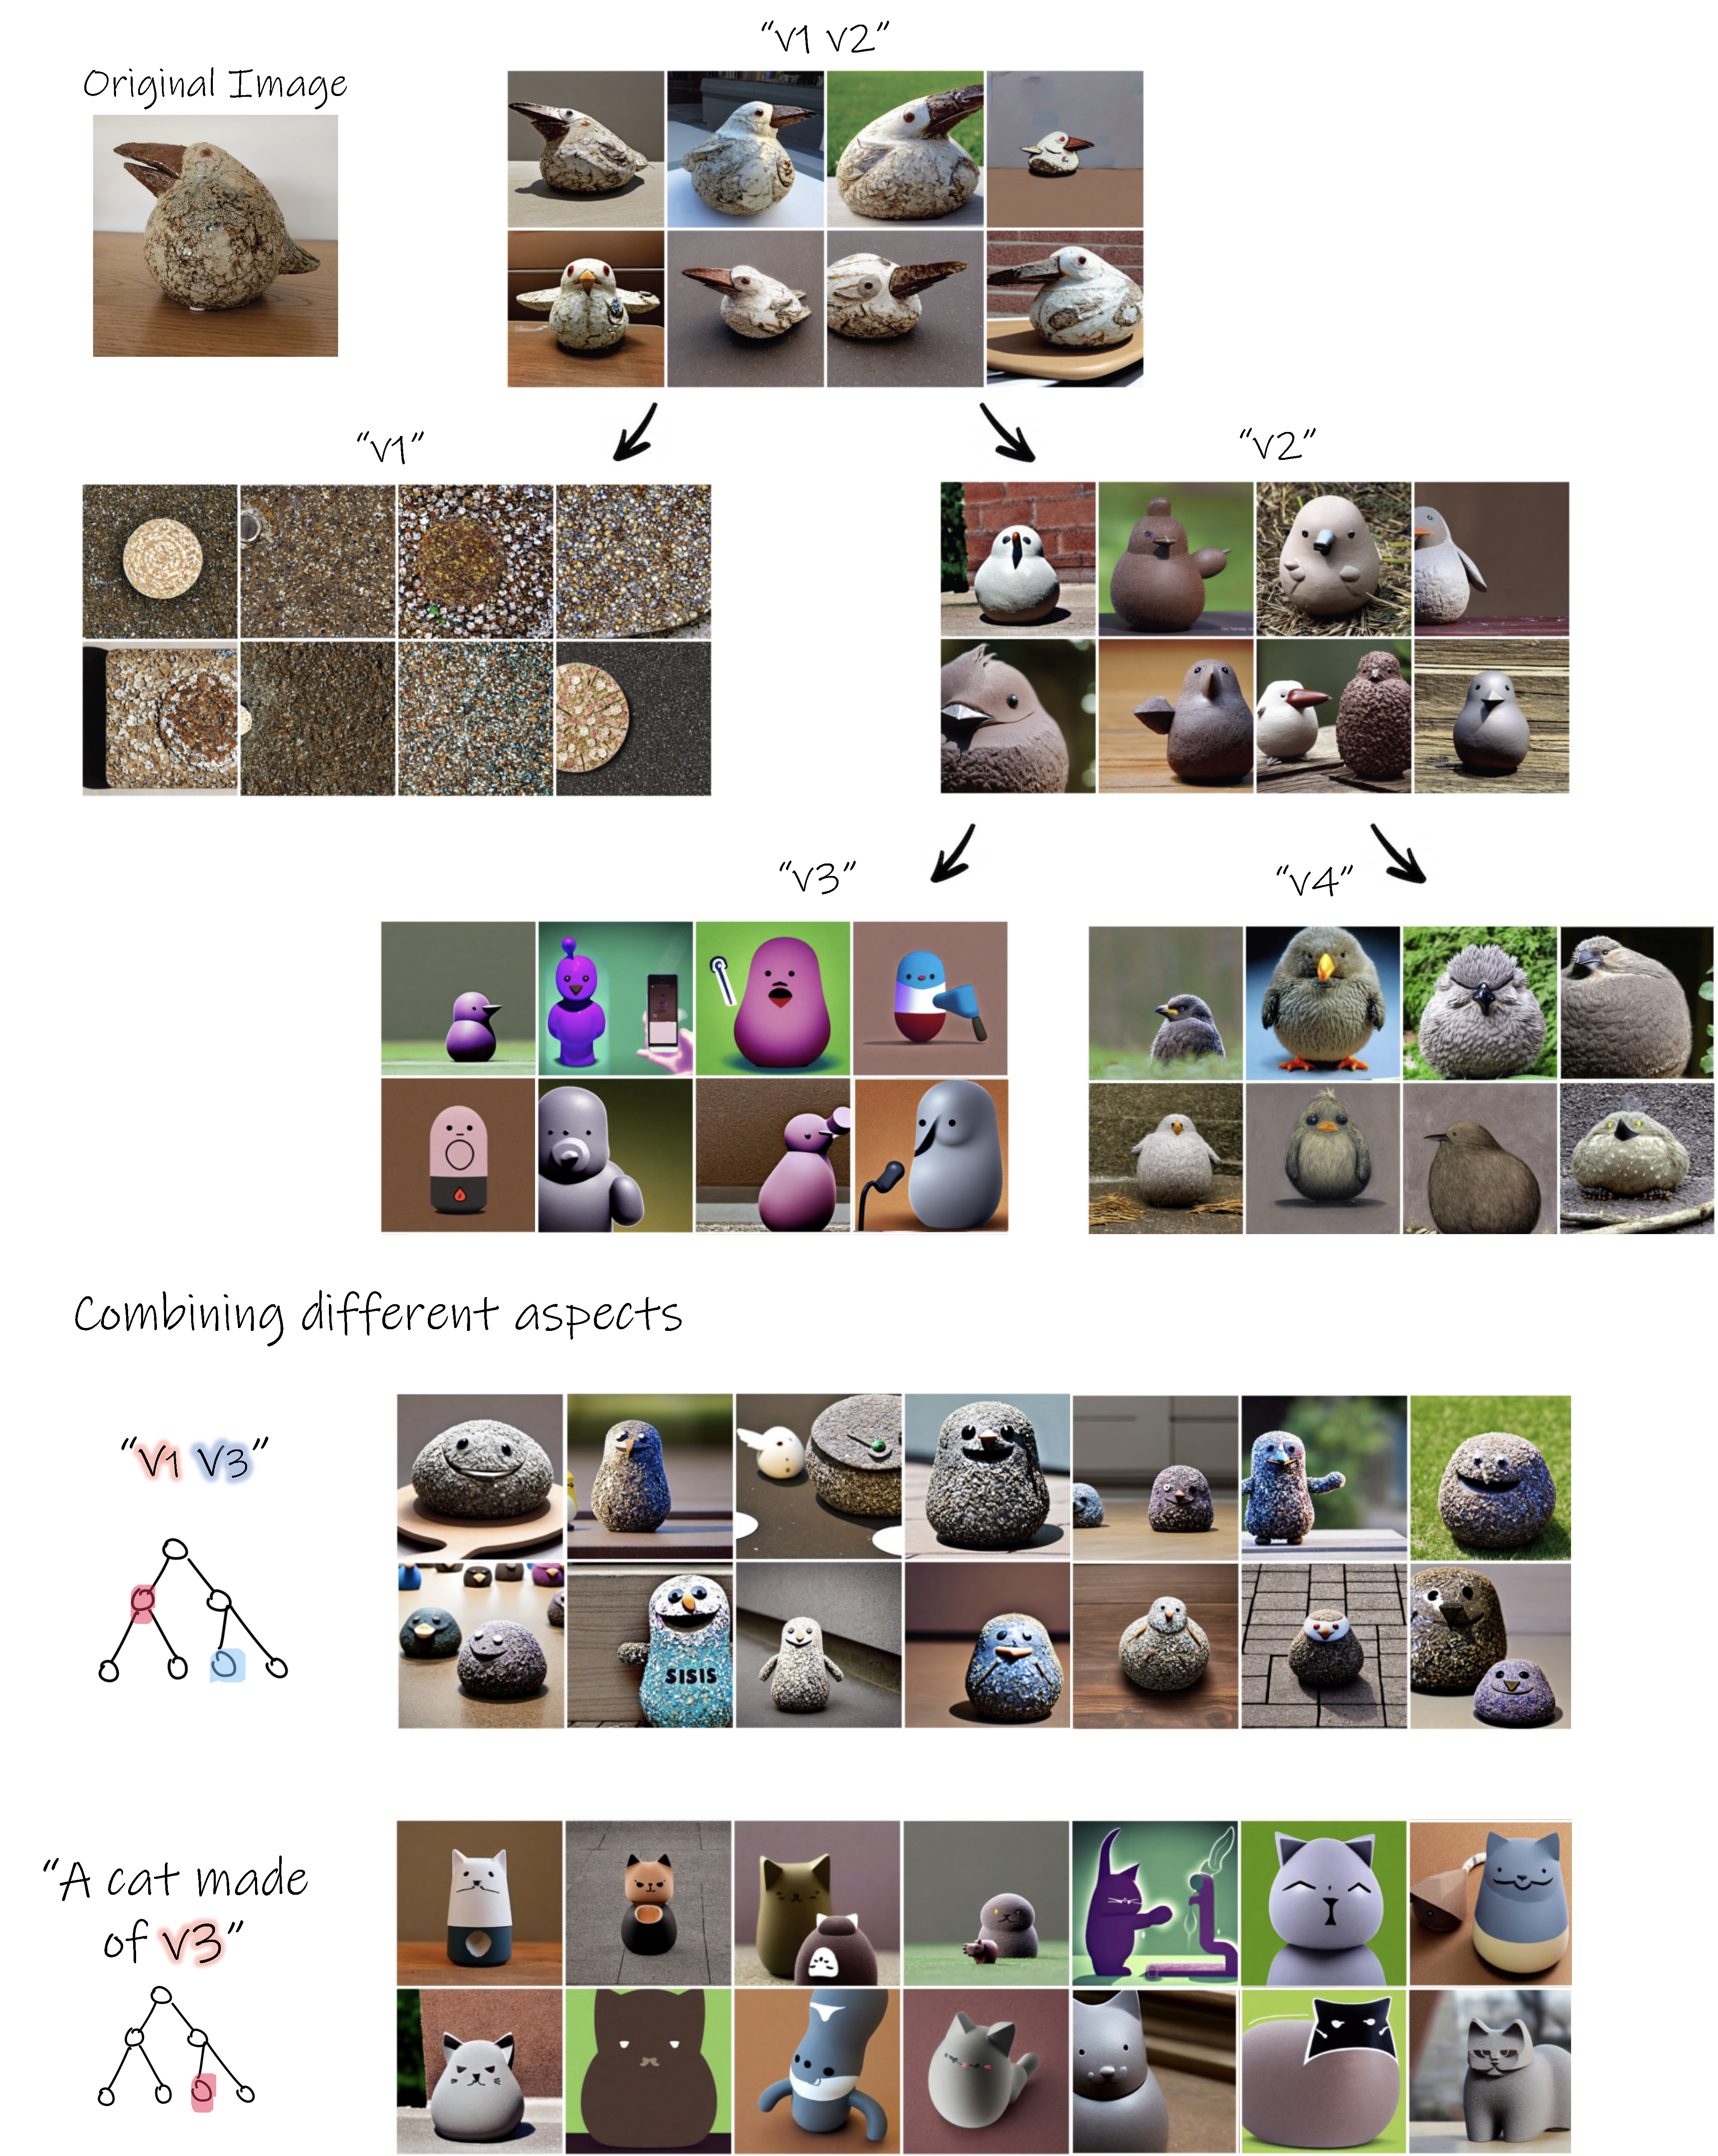 “v1 v2”
Original Image
“v1”
“v2”
“v3”
“v4”
Combining different aspects
“v1 v3”
SISIS
“A cat made
of v3”